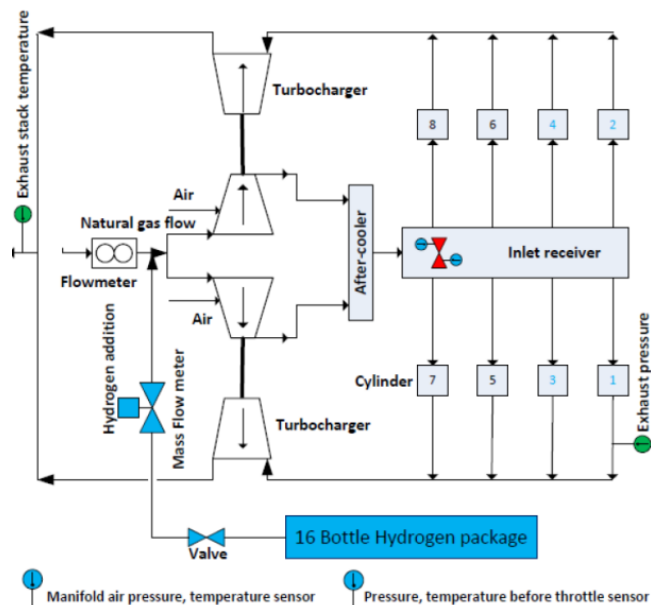 Exhaust stack temperature
Turbocharger
8
6
4
2
Air
Natural gas flow
Flowmeter
After-cooler
Inlet receiver
Air
Hydrogen addition
Mass Flow meter
Cylinder
7
5
3
1
Exhaust pressure
Turbocharger
16 Bottle Hydrogen package
Valve
Manifold air pressure, temperature sensor
Pressure, temperature before throttle sensor